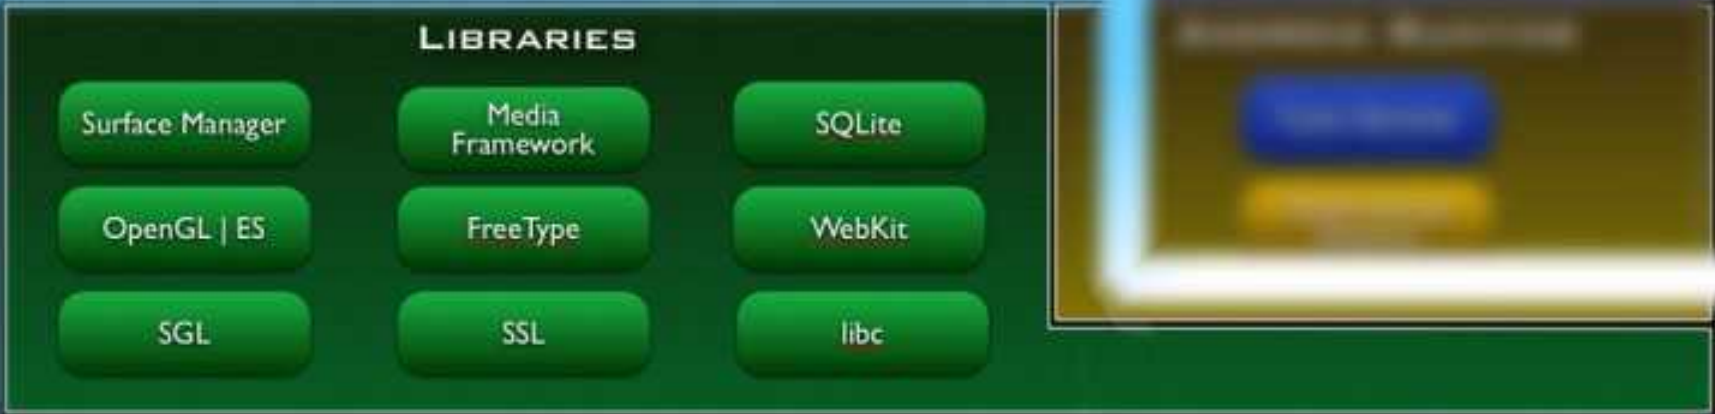 LIBRARIES
Surface Manager
Media
Framework
SQLite
OpenGL | ES
FreeType
WebKit
SGL
SSL
libc